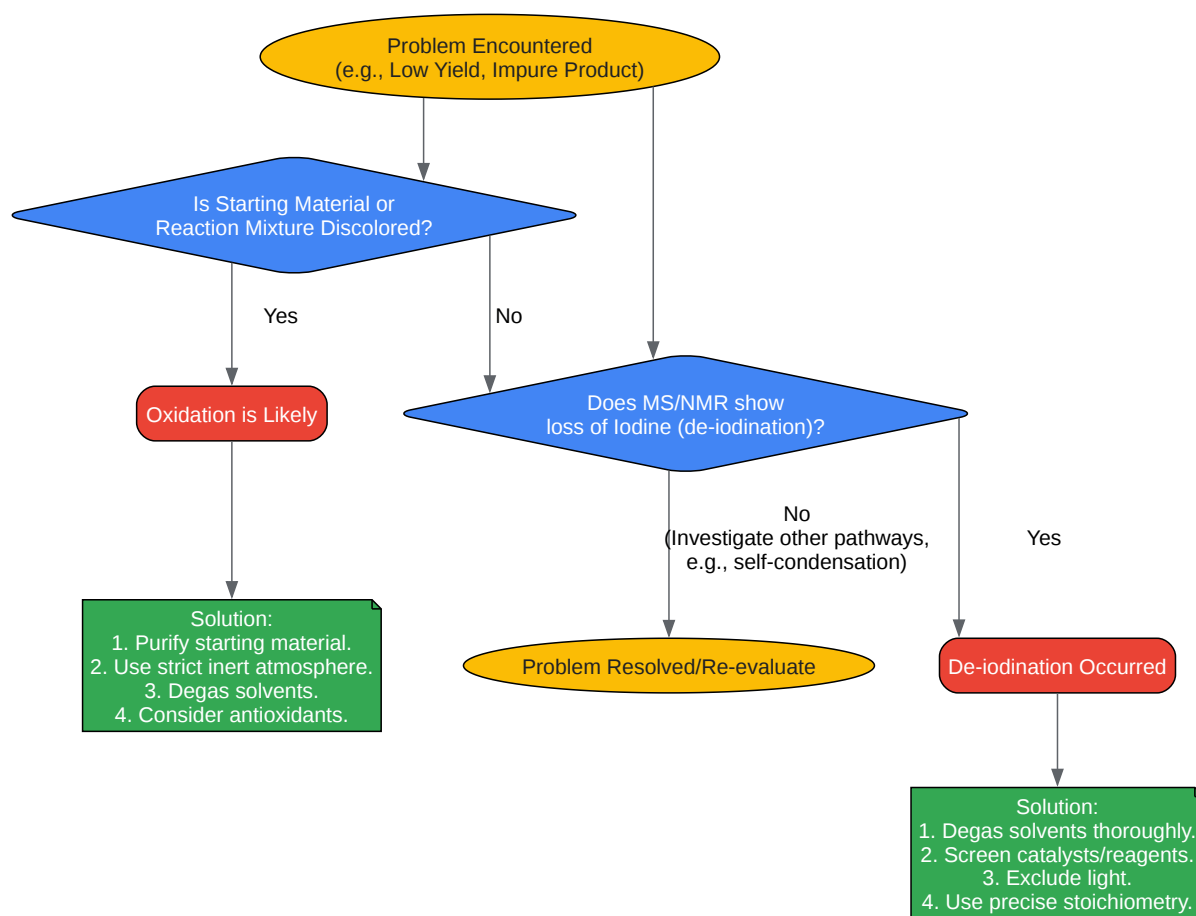 Problem Encountered
(e.g., Low Yield, Impure Product)
Is Starting Material or
Reaction Mixture Discolored?
Yes
No
Oxidation is Likely
Does MS/NMR show
loss of Iodine (de-iodination)?
No
(Investigate other pathways,
e.g., self-condensation)
Yes
Solution:
1. Purify starting material.
2. Use strict inert atmosphere.
3. Degas solvents.
4. Consider antioxidants.
Problem Resolved/Re-evaluate
De-iodination Occurred
Solution:
1. Degas solvents thoroughly.
2. Screen catalysts/reagents.
3. Exclude light.
4. Use precise stoichiometry.